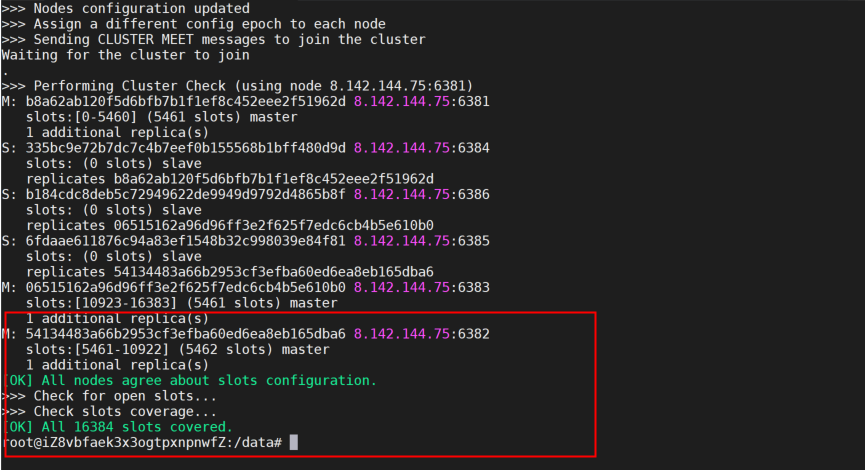 >>> Nodes configuration updated
>>> Assign a different config epoch to each node
>>> Sending CLUSTER MEET messages to join the cluster
Waiting for the cluster to join
.
>>> Performing Cluster Check (using node 8.142.144.75:6381)
M: b8a62ab120f5d6bfb7b1f1ef8c452eee2f51962d 8.142.144.75:6381
   slots:[0-5460] (5461 slots) master
   1 additional replica(s)
S: 335bc9e72b7dc7c4b7eef0b155568b1bff480d9d 8.142.144.75:6384
   slots: (0 slots) slave
   replicates b8a62ab120f5d6bfb7b1f1ef8c452eee2f51962d
S: b184cdc8deb5c72949622de9949d9792d4865b8f 8.142.144.75:6386
   slots: (0 slots) slave
   replicates 06515162a96d96ff3e2f625f7edc6cb4b5e610b0
S: 6fdaae611876c94a83ef1548b32c998039e84f81 8.142.144.75:6385
   slots: (0 slots) slave
   replicates 54134483a66b2953cf3efba60ed6ea8eb165dba6
M: 06515162a96d96ff3e2f625f7edc6cb4b5e610b0 8.142.144.75:6383
   slots:[10923-16383] (5461 slots) master
   1 additional replica(s)
M: 54134483a66b2953cf3efba60ed6ea8eb165dba6 8.142.144.75:6382
   slots:[5461-10922] (5462 slots) master
   1 additional replica(s)
[OK] All nodes agree about slots configuration.
>>> Check for open slots...
>>> Check slots coverage...
[OK] All 16384 slots covered.
root@iZ8vbfaek3x3ogtpxnpnwfZ:/data#